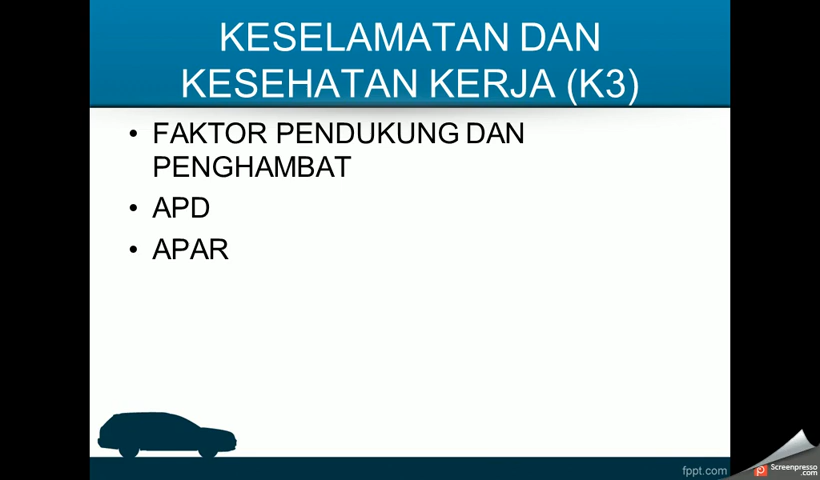 KESELAMATAN DAN
KESEHATAN KERJA (K3)
• FAKTOR PENDUKUNG DAN
PENGHAMBAT
• APD
• APAR
fppt.com
Screenpresso
.com